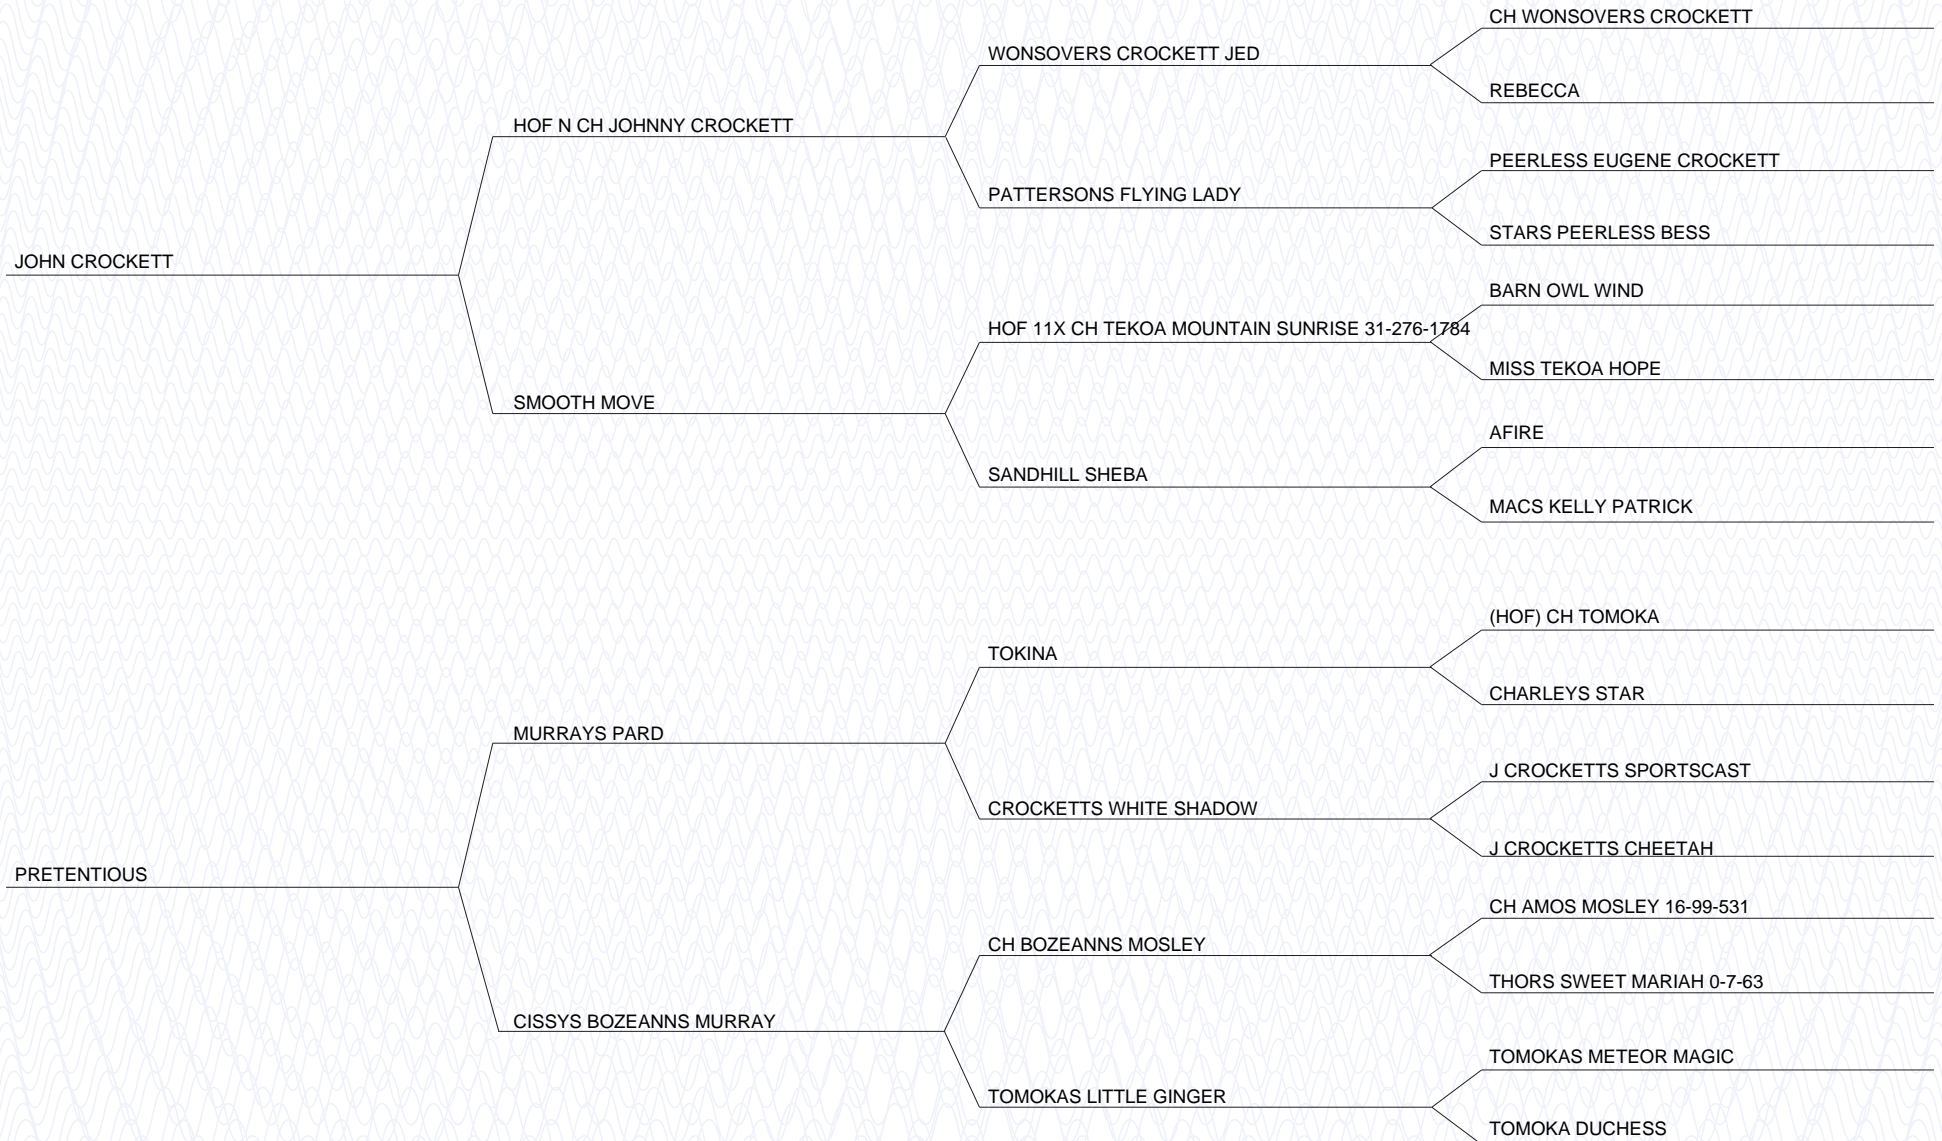 CH WONSOVERS CROCKETT
WONSOVERS CROCKETT JED
REBECCA
HOF N CH JOHNNY CROCKETT
PEERLESS EUGENE CROCKETT
PATTERSONS FLYING LADY
STARS PEERLESS BESS
JOHN CROCKETT
BARN OWL WIND
HOF 11X CH TEKOA MOUNTAIN SUNRISE 31-276-1784
MISS TEKOA HOPE
SMOOTH MOVE
AFIRE
SANDHILL SHEBA
MACS KELLY PATRICK
(HOF) CH TOMOKA
TOKINA
CHARLEYS STAR
MURRAYS PARD
J CROCKETTS SPORTSCAST
CROCKETTS WHITE SHADOW
J CROCKETTS CHEETAH
PRETENTIOUS
CH AMOS MOSLEY 16-99-531
CH BOZEANNS MOSLEY
THORS SWEET MARIAH 0-7-63
CISSYS BOZEANNS MURRAY
TOMOKAS METEOR MAGIC
TOMOKAS LITTLE GINGER
TOMOKA DUCHESS